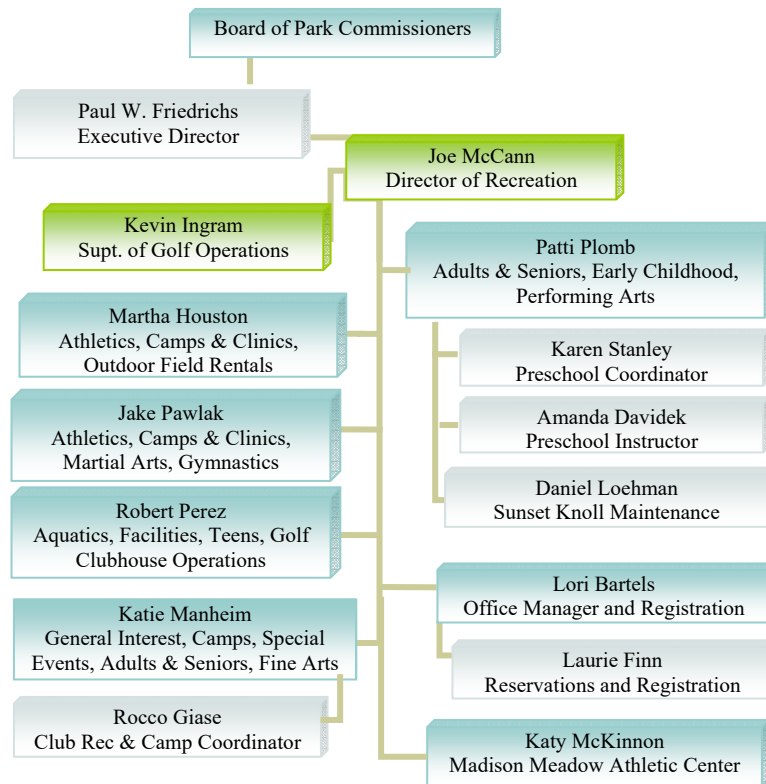 Board of Park Commissioners
Paul W. Friedrichs
Executive Director
Joe McCann
Director of Recreation
Kevin Ingram
Supt. of Golf Operations
Patti Plomb
Adults & Seniors, Early Childhood,
Performing Arts
Martha Houston
Athletics, Camps & Clinics,
Outdoor Field Rentals
Karen Stanley
Preschool Coordinator
Jake Pawlak
Athletics, Camps & Clinics,
Martial Arts, Gymnastics
Amanda Davidek
Preschool Instructor
Daniel Loehman
Sunset Knoll Maintenance
Robert Perez
Aquatics, Facilities, Teens, Golf
Clubhouse Operations
Lori Bartels
Office Manager and Registration
Katie Manheim
General Interest, Camps, Special
Events, Adults & Seniors, Fine Arts
Laurie Finn
Reservations and Registration
Rocco Giase
Club Rec & Camp Coordinator
Katy McKinnon
Madison Meadow Athletic Center